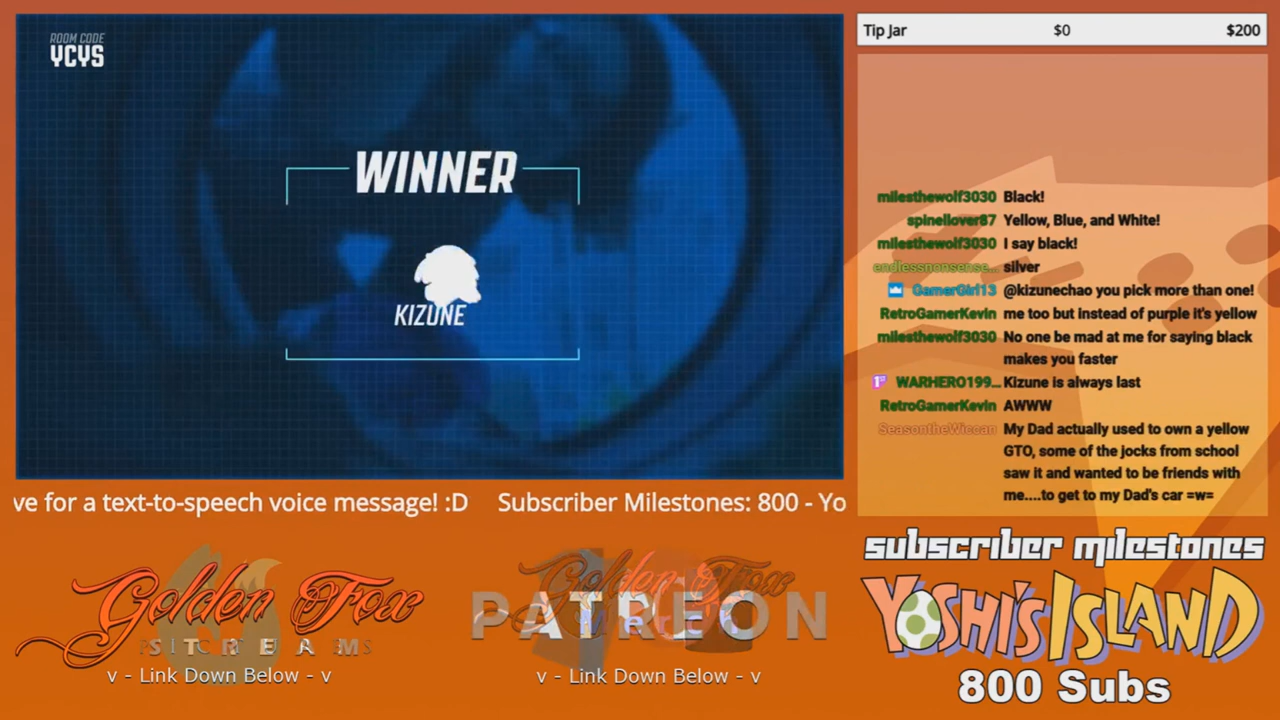 ROOM CODE
YCYS
WINNER
KIZUNE
Tip Jar $0 $200
milesthewolf3030 Black!
spinellover87 Yellow, Blue, and White!
milesthewolf3030 I say black!
endlessnonsense... silver
GamerGirl13 @kizunechao you pick more than one!
RetroGamerKevin me too but instead of purple it's yellow
milesthewolf3030 No one be mad at me for saying black
makes you faster
WARHERO199... Kizune is always last
RetroGamerKevin AWWW
SeasontheWiccan My Dad actually used to own a yellow
GTO, some of the jocks from school
saw it and wanted to be friends with
me....to get to my Dad's car =w=
ve for a text-to-speech voice message! :D Subscriber Milestones: 800 - Yo
Golden Fox
v - Link Down Below - v
Golden Fox
PATREON
v - Link Down Below - v
subscriber milestones
YOSHI'S ISLAND
800 Subs